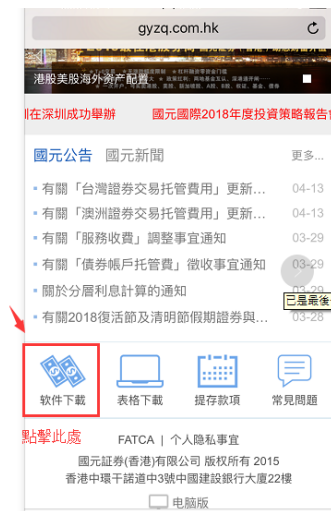 gyzq.com.hk
港股美股海外资产配置
在深圳成功舉辦 國元國際2018年度投資策略報告
國元公告 國元新聞 更多...
有關「台灣證券交易托管費用」更新... 04-13
有關「澳洲證券交易托管費用」更新... 04-13
有關「服務收費」調整事宜通知 03-29
有關「債券帳戶托管費」徵收事宜通知 03-29
關於分層利息計算的通知 03-29
已是最後
有關2018復活節及清明節假期證券與... 03-28
软件下載 表格下載 提存款項 常見問題
點擊此處
FATCA | 个人隐私事宜
國元証券(香港)有限公司 版权所有 2015
香港中環干諾道中3號中國建設銀行大廈22樓
电脑版